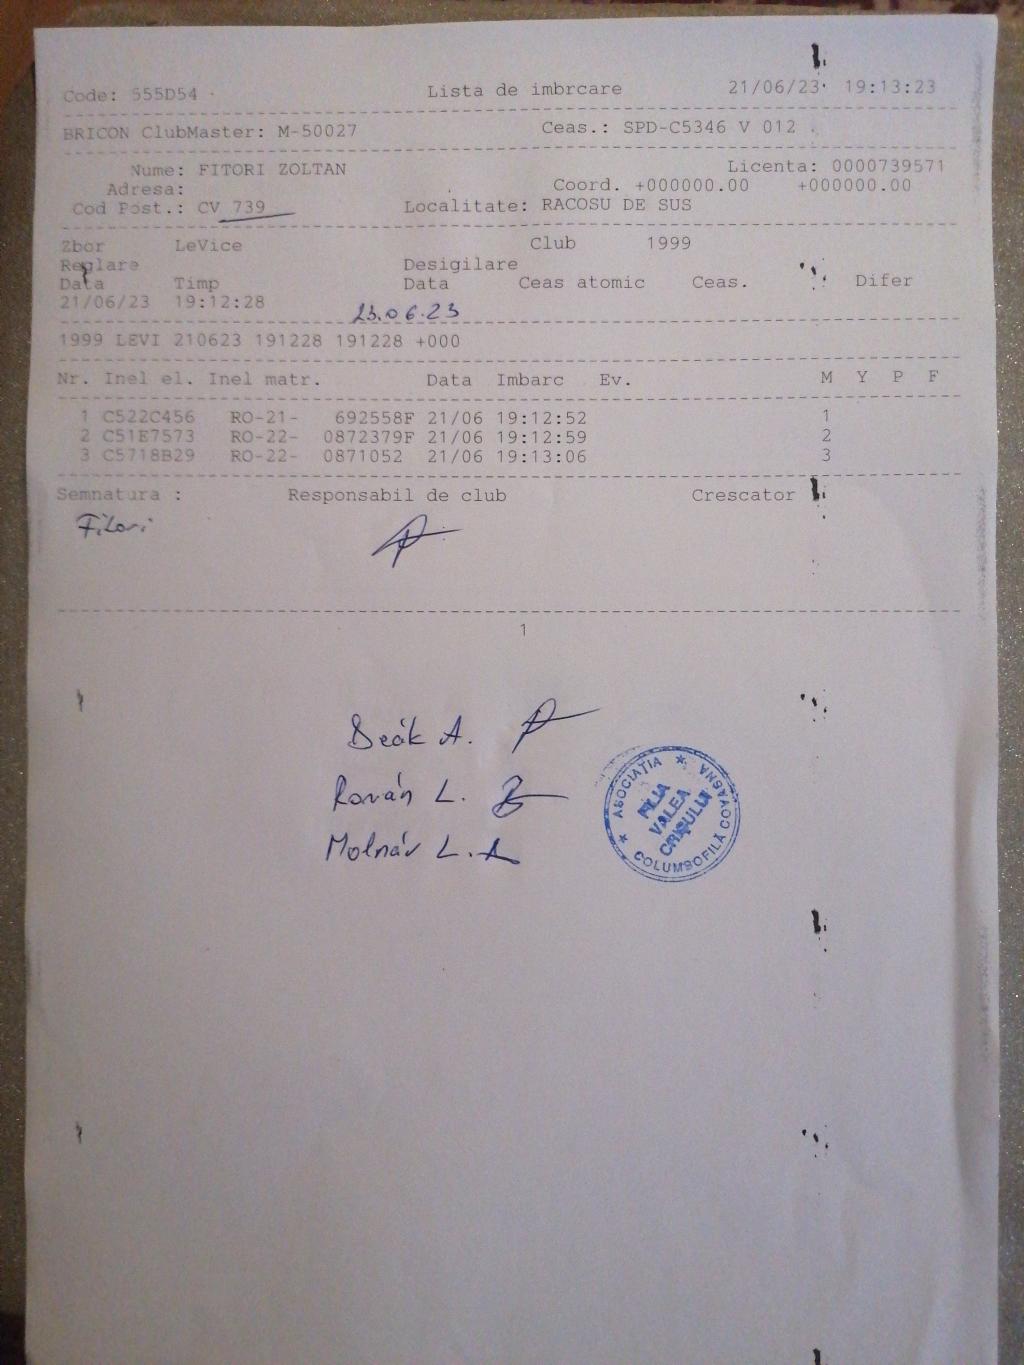 Code: 555D54 Lista de imbrcare 21/06/23 19:13:23
BRICON ClubMaster: M-50027 Ceas.: SPD-C5346 V 012
Nume: FITORI ZOLTAN Licenta: 0000739571
Adresa: Coord. +000000.00 +000000.00
Cod Post.: CV 739 Localitate: RACOSU DE SUS
Zbor LeVice Club 1999
Reglare Desigilare
Data Timp Data Ceas atomic Ceas. Difer
21/06/23 19:12:28
23.06.23
1999 LEVI 210623 191228 191228 +000
Nr. Inel el. Inel matr. Data Imbarc Ev. M Y P F
1 C522C456 RO-21- 692558F 21/06 19:12:52 1
2 C51E7573 RO-22- 0872379F 21/06 19:12:59 2
3 C5718B29 RO-22- 0871052 21/06 19:13:06 3
Semnatura : Responsabil de club Crescator
Fitori
1
Deák A.
Román L.
Molnár L.
ASOCIAŢIA COLUMBOFILĂ COVASNA
FILIA
VALEA
CRIŞULUI